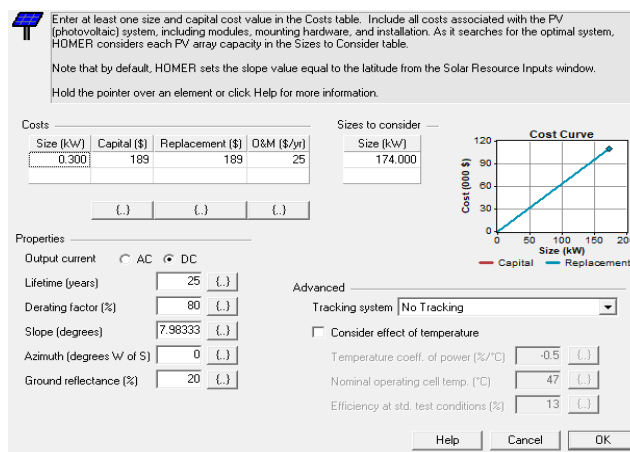 Enter at least one size and capital cost value in the Costs table. Include all costs associated with the PV
(photovoltaic) system, including modules, mounting hardware, and installation. As it searches for the optimal system,
HOMER considers each PV array capacity in the Sizes to Consider table.
Note that by default, HOMER sets the slope value equal to the latitude from the Solar Resource Inputs window.
Hold the pointer over an element or click Help for more information.
Costs
Size (kW) Capital ($) Replacement ($) O&M ($/yr)
0.300 189 189 25
{..} {..} {..}
Sizes to consider
Size (kW)
174.000
Cost Curve
Cost (000 $)
120
90
60
30
0
0 50 100 150 20
Size (kW)
Capital Replacement
Properties
Output current AC DC
Lifetime (years) 25 {..}
Derating factor (%) 80 {..}
Slope (degrees) 7.98333 {..}
Azimuth (degrees W of S) 0 {..}
Ground reflectance (%) 20 {..}
Advanced
Tracking system No Tracking
Consider effect of temperature
Temperature coeff. of power (%/°C) -0.5 {..}
Nominal operating cell temp. (°C) 47 {..}
Efficiency at std. test conditions (%) 13 {..}
Help Cancel OK